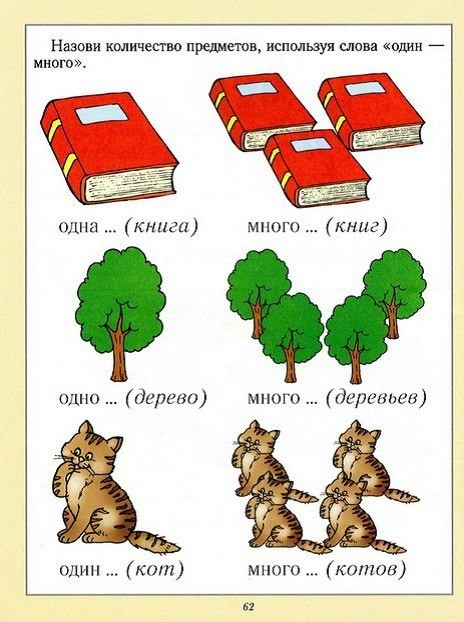 Назови количество предметов, используя слова «один —
много».
одна ... (книга) много ... (книг)
одно ... (дерево) много ... (деревьев)
один ... (кот) много ... (котов)
62